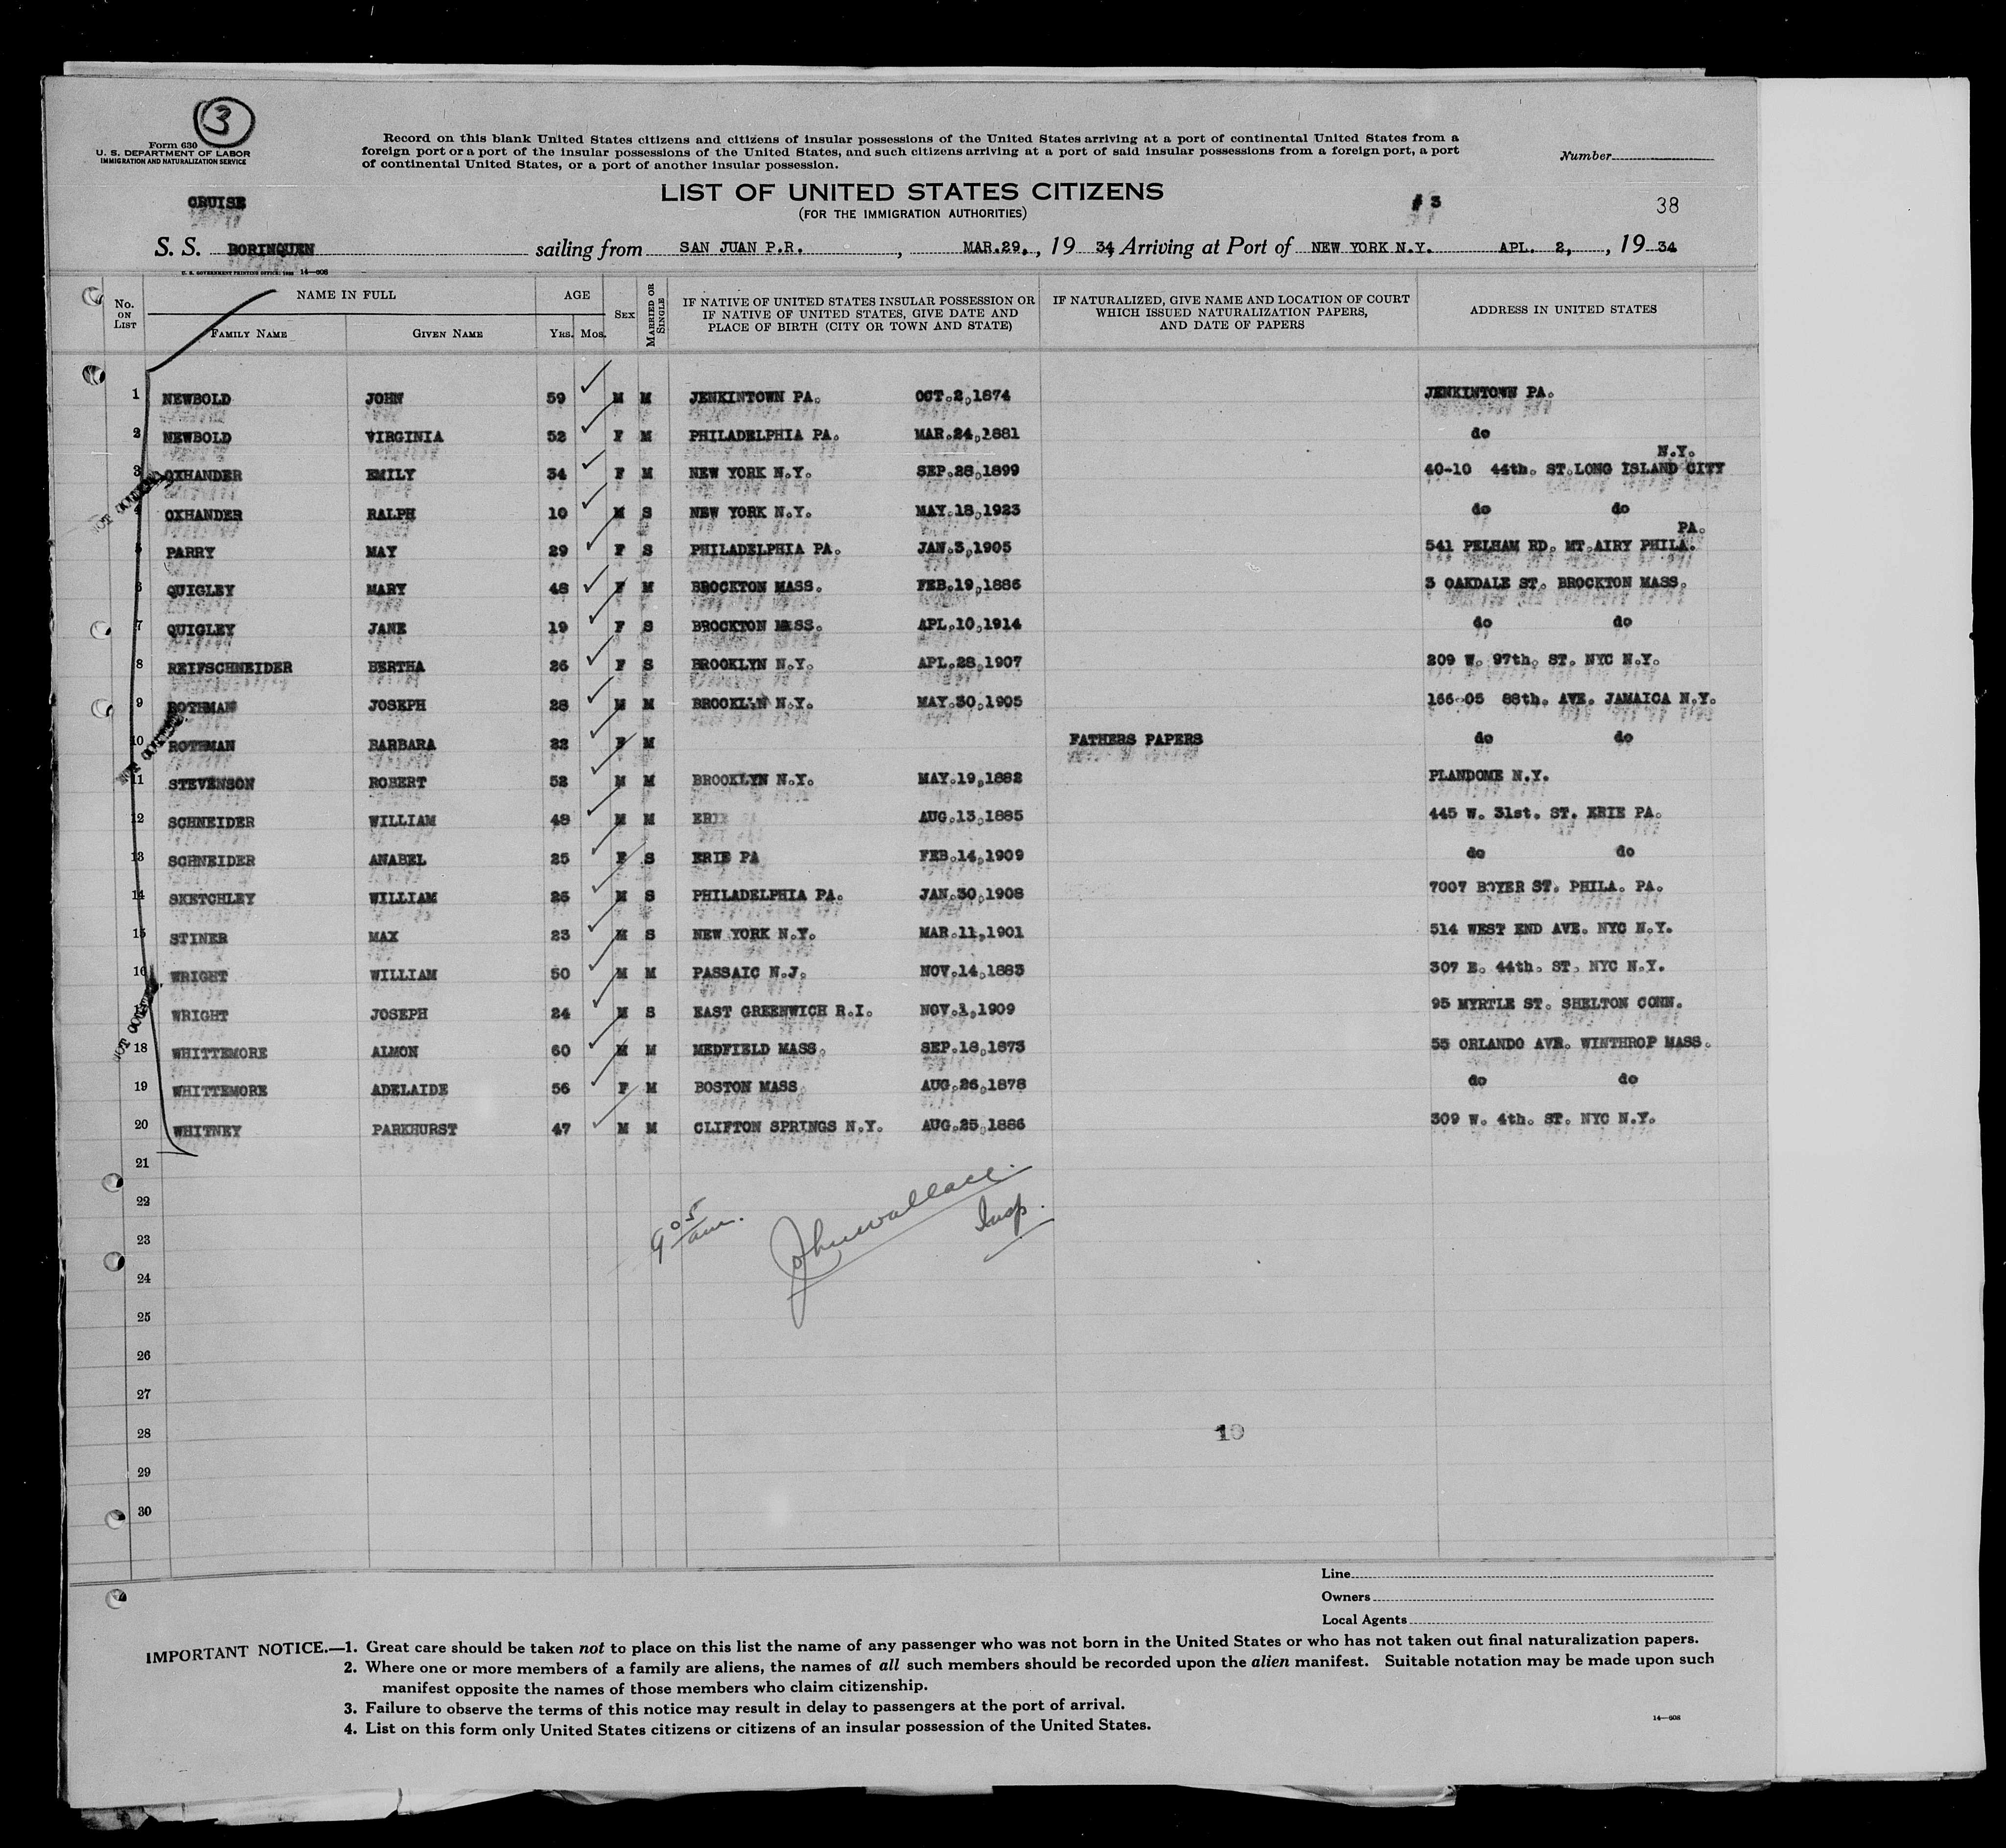 3
Form 630
U. S. DEPARTMENT OF LABOR
IMMIGRATION AND NATURALIZATION SERVICE
Record on this blank United States citizens and citizens of insular possessions of the United States arriving at a port of continental United States from a
foreign port or a port of the insular possessions of the United States, and such citizens arriving at a port of said insular possessions from a foreign port, a port
of continental United States, or a port of another insular possession.
Number
LIST OF UNITED STATES CITIZENS
(FOR THE IMMIGRATION AUTHORITIES)
CRUISE
# 3
38
S. S. BORINQUEN sailing from SAN JUAN P.R. , MAR.29, , 19 34, Arriving at Port of NEW YORK N.Y. APL. 2, , 19 34
U. S. GOVERNMENT PRINTING OFFICE: 14—608
No. ON LIST
NAME IN FULL
FAMILY NAME
GIVEN NAME
AGE
YRS. MOS.
SEX
MARRIED OR SINGLE
IF NATIVE OF UNITED STATES INSULAR POSSESSION OR IF NATIVE OF UNITED STATES, GIVE DATE AND PLACE OF BIRTH (CITY OR TOWN AND STATE)
IF NATURALIZED, GIVE NAME AND LOCATION OF COURT WHICH ISSUED NATURALIZATION PAPERS, AND DATE OF PAPERS
ADDRESS IN UNITED STATES
1 NEWBOLD JOHN 59 M M JENKINTOWN PA. OCT.2,1874 JENKINTOWN PA.
2 NEWBOLD VIRGINIA 52 F M PHILADELPHIA PA. MAR.24,1881 do
3 OXHANDER EMILY 34 F M NEW YORK N.Y. SEP.28,1899 40-10 44th. ST.LONG ISLAND CITY N.Y.
OXHANDER RALPH 10 M S NEW YORK N.Y. MAY.18,1923 do do
5 PARRY MAY 29 F S PHILADELPHIA PA. JAN.3,1905 541 PELHAM RD. MT.AIRY PHILA. PA.
6 QUIGLEY MARY 48 F M BROCKTON MASS. FEB.19,1886 3 OAKDALE ST. BROCKTON MASS.
7 QUIGLEY JANE 19 F S BROCKTON MASS. APL.10,1914 do do
8 REIFSCHNEIDER BERTHA 26 F S BROOKLYN N.Y. APL.28,1907 209 W. 97th. ST. NYC N.Y.
9 ROTHMAN JOSEPH 28 M M BROOKLYN N.Y. MAY.30,1905 166-05 88th. AVE. JAMAICA N.Y.
10 ROTHMAN BARBARA 22 F M FATHERS PAPERS do do
11 STEVENSON ROBERT 52 M M BROOKLYN N.Y. MAY.19,1882 PLANDOME N.Y.
12 SCHNEIDER WILLIAM 48 M M ERIE PA AUG.13,1885 445 W. 31st. ST. ERIE PA.
13 SCHNEIDER ANABEL 25 F S ERIE PA FEB.14,1909 do do
14 SKETCHLEY WILLIAM 26 M S PHILADELPHIA PA. JAN.30,1908 7007 BOYER ST. PHILA. PA.
15 STINER MAX 23 M S NEW YORK N.Y. MAR.11,1901 514 WEST END AVE. NYC N.Y.
16 WRIGHT WILLIAM 50 M M PASSAIC N.J. NOV.14,1883 307 E. 44th. ST. NYC N.Y.
WRIGHT JOSEPH 24 M S EAST GREENWICH R.I. NOV.1,1909 95 MYRTLE ST. SHELTON CONN.
18 WHITTEMORE ALMON 60 M M MEDFIELD MASS. SEP.18,1873 55 ORLANDO AVE. WINTHROP MASS.
19 WHITTEMORE ADELAIDE 56 F M BOSTON MASS. AUG.26,1878 do do
20 WHITNEY PARKHURST 47 M M CLIFTON SPRINGS N.Y. AUG.25,1886 309 W. 4th. ST. NYC N.Y.
21
22
23
24
25
26
27
28
29
30
9 05 am.
John Wallace
Insp.
10
Line
Owners
Local Agents
IMPORTANT NOTICE.—1. Great care should be taken not to place on this list the name of any passenger who was not born in the United States or who has not taken out final naturalization papers.
2. Where one or more members of a family are aliens, the names of all such members should be recorded upon the alien manifest. Suitable notation may be made upon such
manifest opposite the names of those members who claim citizenship.
3. Failure to observe the terms of this notice may result in delay to passengers at the port of arrival.
4. List on this form only United States citizens or citizens of an insular possession of the United States.
14—608